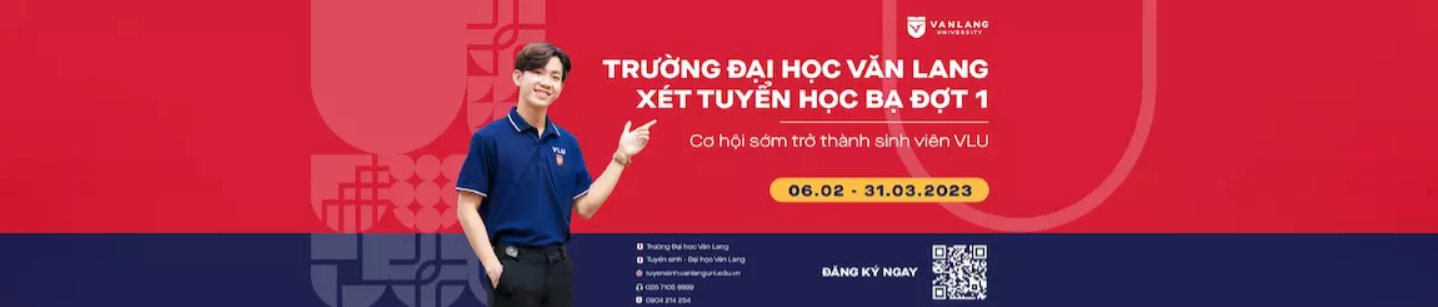 VANLANG
UNIVERSITY
TRƯỜNG ĐẠI HỌC VĂN LANG
XÉT TUYỂN HỌC BẠ ĐỢT 1
Cơ hội sớm trở thành sinh viên VLU
VLU
06.02 - 31.03.2023
Trường Đại học Văn Lang
Tuyển sinh - Đại học Văn Lang
tuyensinh.vanlanguni.edu.vn
028 7105 9999
0904 214 254
ĐĂNG KÝ NGAY